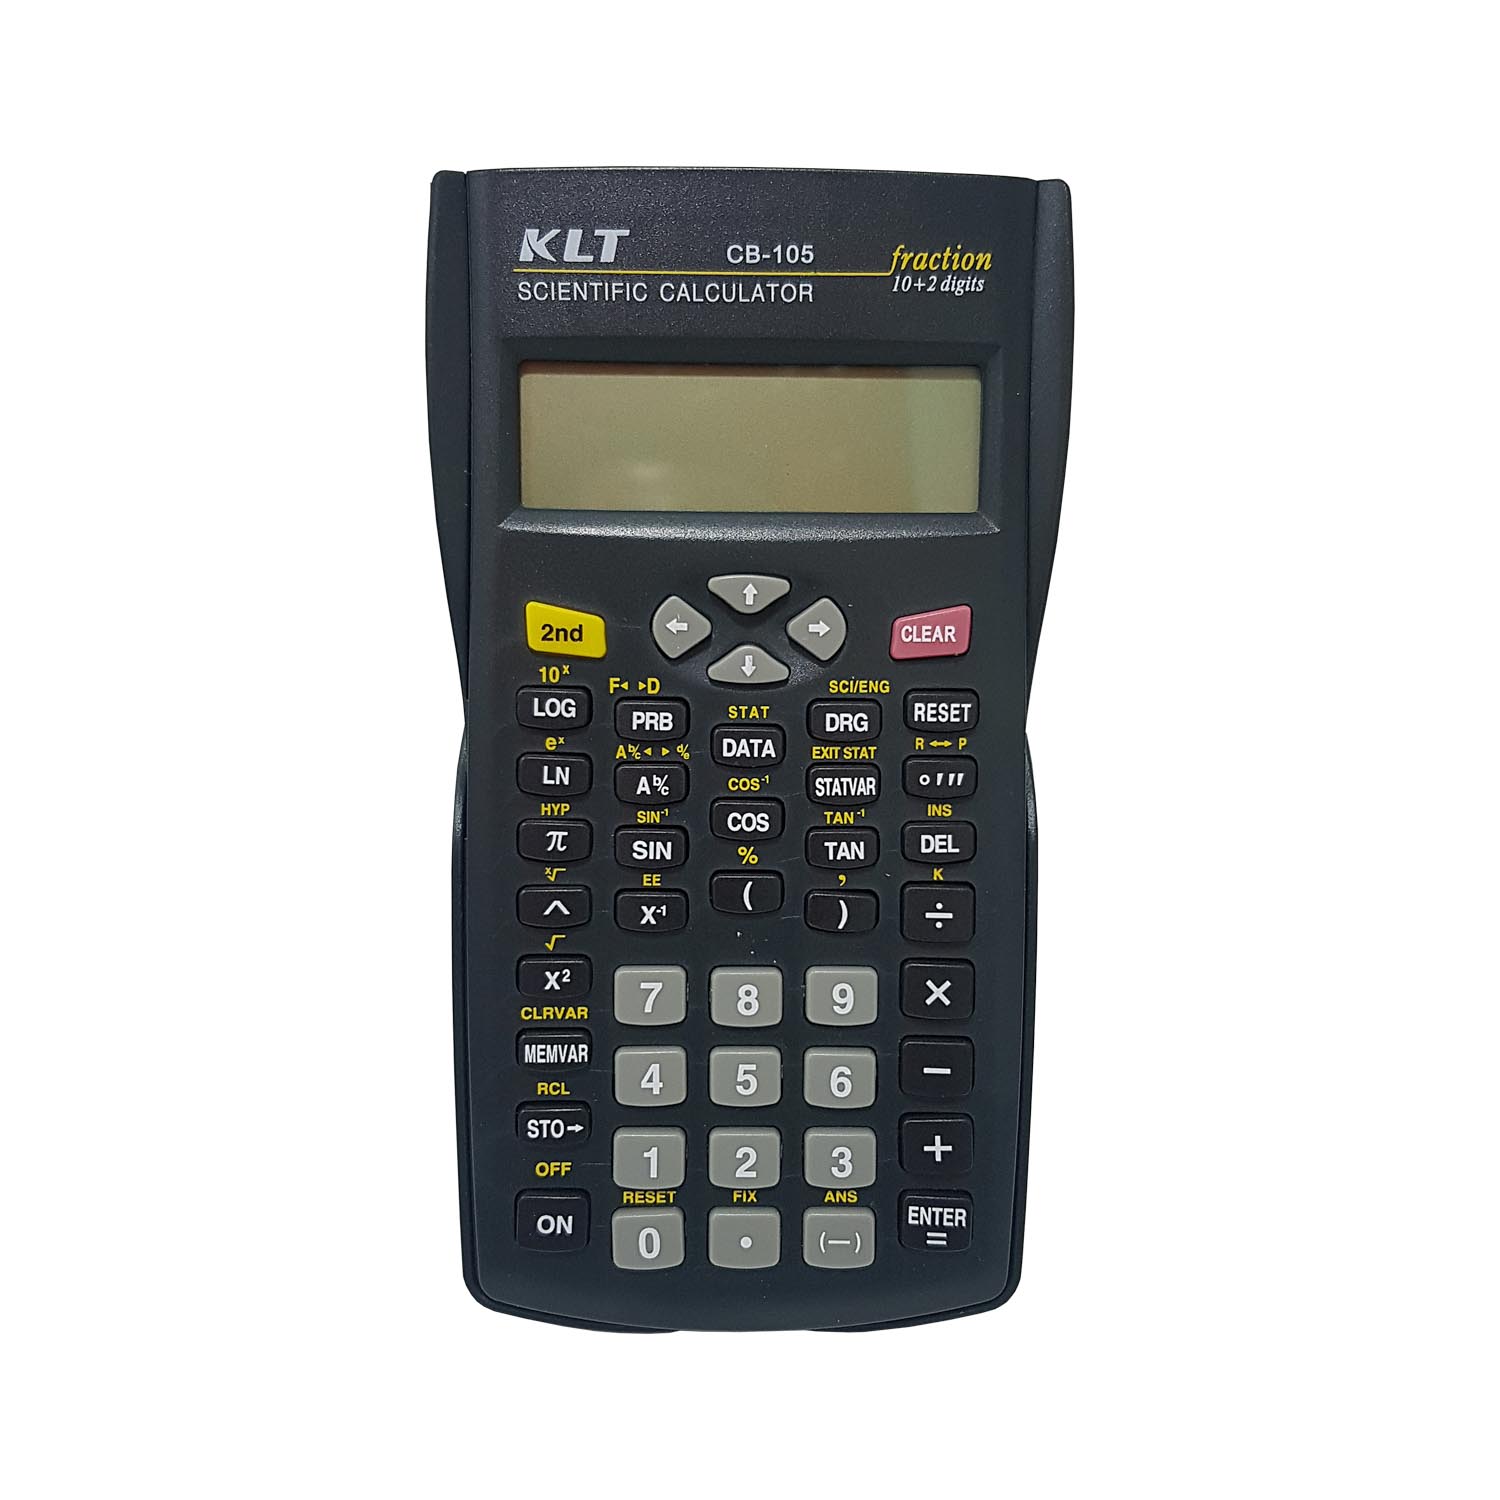 KLT
CB-105
fraction
SCIENTIFIC CALCULATOR
10+2 digits
2nd
CLEAR
10ˣ
F◂ ▸D
SCI/ENG
LOG
PRB
STAT
DRG
RESET
eˣ
A b/c ◂ ▸ d/e
DATA
EXIT STAT
R ↔ P
LN
A b/c
COS⁻¹
STATVAR
° ' " "'
HYP
SIN⁻¹
COS
TAN⁻¹
INS
π
SIN
%
TAN
DEL
ˣ√
EE
(
,
K
^
X⁻¹
)
÷
√
X²
7
8
9
×
CLRVAR
MEMVAR
4
5
6
−
RCL
STO→
1
2
3
+
OFF
RESET
FIX
ANS
ON
0
.
(—)
ENTER
=